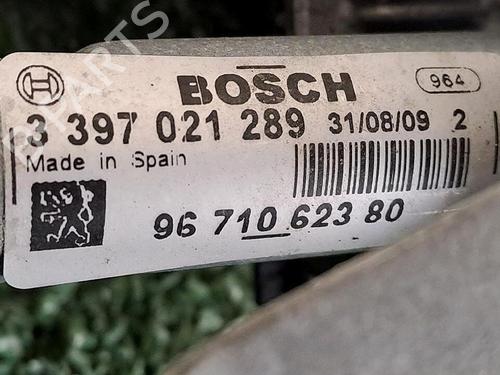 BOSCH 964
3 397 021 289 31/08/09 2
Made in Spain
96 710 623 80